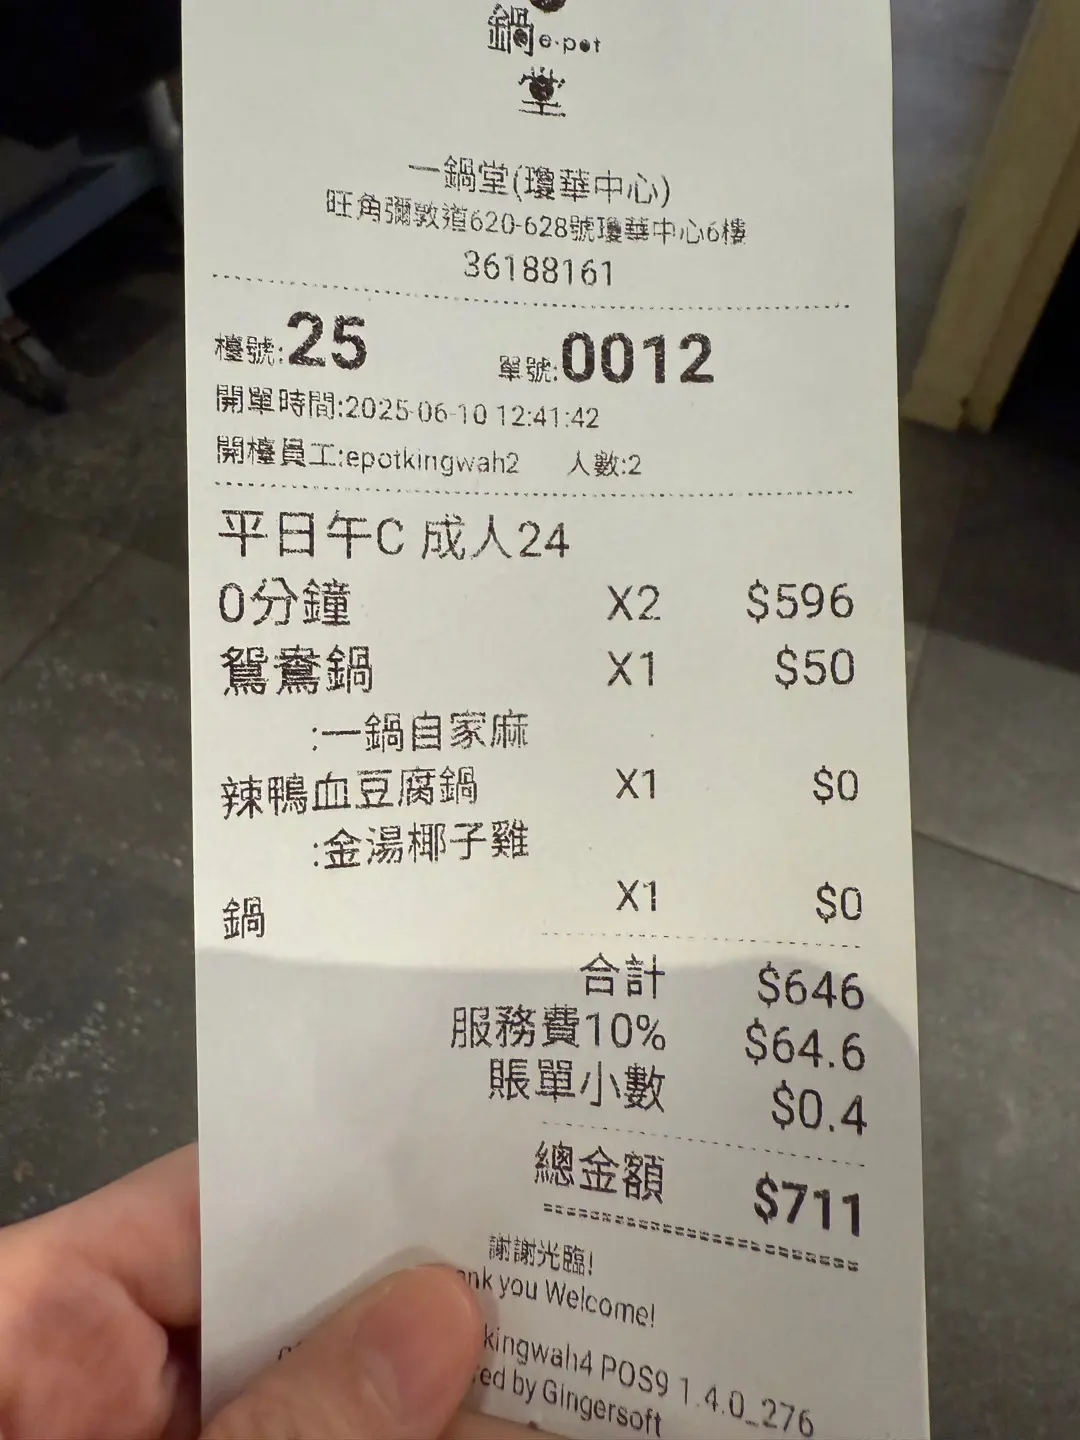 鍋 e·pot
堂
一鍋堂(瓊華中心)
旺角彌敦道620-628號瓊華中心6樓
36188161
檯號:25 單號:0012
開單時間:2025-06-10 12:41:42
開檯員工:epotkingwah2 人數:2
平日午C 成人24
0分鐘 X2 $596
鴛鴦鍋 X1 $50
:一鍋自家麻
辣鴨血豆腐鍋 X1 $0
:金湯椰子雞
鍋 X1 $0
合計 $646
服務費10% $64.6
賬單小數 $0.4
總金額 $711
謝謝光臨!
ank you Welcome!
kingwah4 POS9 1.4.0_276
ed by Gingersoft